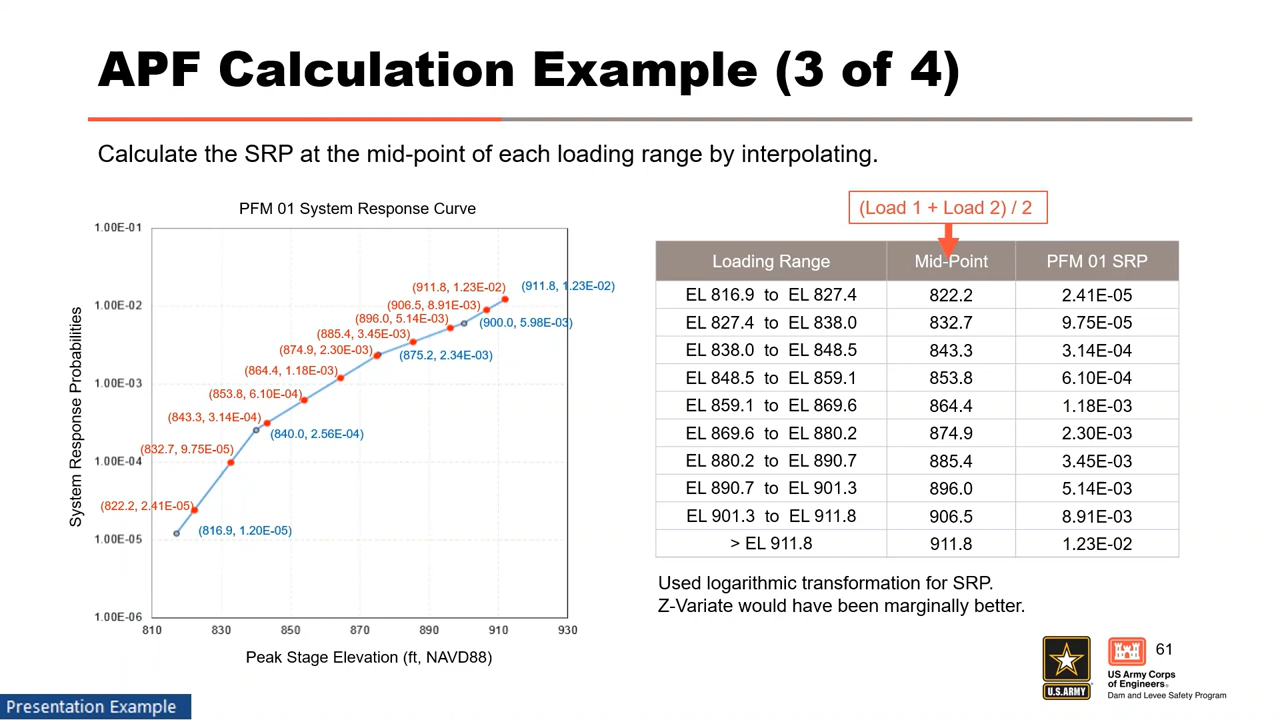 APF Calculation Example (3 of 4)
Calculate the SRP at the mid-point of each loading range by interpolating.
PFM 01 System Response Curve
System Response Probabilities
1.00E-01
1.00E-02
1.00E-03
1.00E-04
1.00E-05
1.00E-06
(911.8, 1.23E-02)
(911.8, 1.23E-02)
(906.5, 8.91E-03)
(896.0, 5.14E-03)
(900.0, 5.98E-03)
(885.4, 3.45E-03)
(874.9, 2.30E-03)
(875.2, 2.34E-03)
(864.4, 1.18E-03)
(853.8, 6.10E-04)
(843.3, 3.14E-04)
(840.0, 2.56E-04)
(832.7, 9.75E-05)
(822.2, 2.41E-05)
(816.9, 1.20E-05)
810 830 850 870 890 910 930
Peak Stage Elevation (ft, NAVD88)
(Load 1 + Load 2) / 2
Loading Range Mid-Point PFM 01 SRP
EL 816.9 to EL 827.4 822.2 2.41E-05
EL 827.4 to EL 838.0 832.7 9.75E-05
EL 838.0 to EL 848.5 843.3 3.14E-04
EL 848.5 to EL 859.1 853.8 6.10E-04
EL 859.1 to EL 869.6 864.4 1.18E-03
EL 869.6 to EL 880.2 874.9 2.30E-03
EL 880.2 to EL 890.7 885.4 3.45E-03
EL 890.7 to EL 901.3 896.0 5.14E-03
EL 901.3 to EL 911.8 906.5 8.91E-03
> EL 911.8 911.8 1.23E-02
Used logarithmic transformation for SRP.
Z-Variate would have been marginally better.
U.S.ARMY
US Army Corps
of Engineers®
Dam and Levee Safety Program
61
Presentation Example